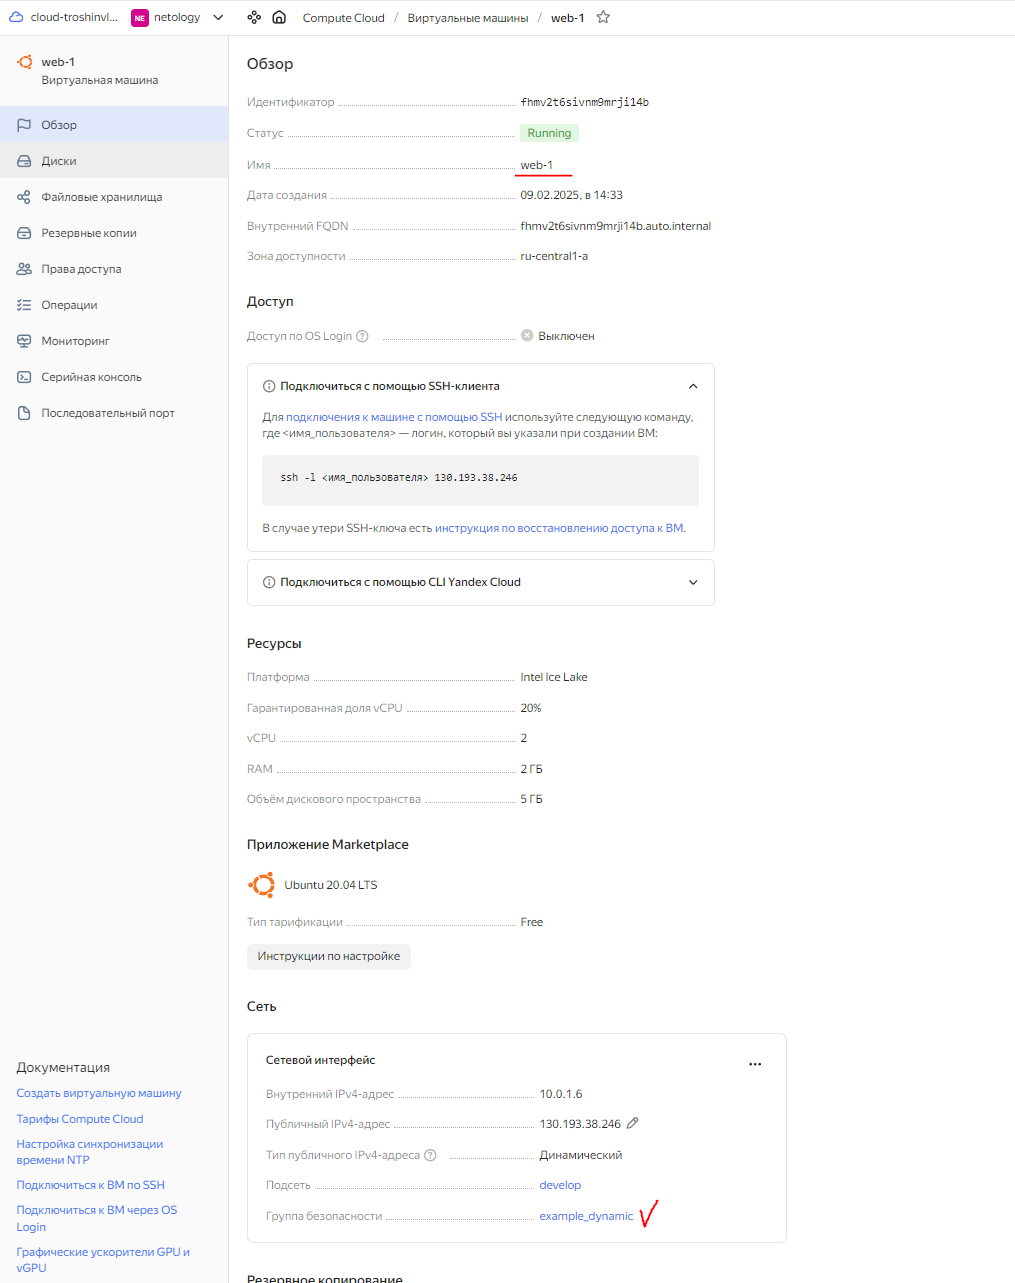 cloud-troshinvl...
NE
netology
Compute Cloud / Виртуальные машины / web-1
web-1
Виртуальная машина
Обзор
Диски
Файловые хранилища
Резервные копии
Права доступа
Операции
Мониторинг
Серийная консоль
Последовательный порт
Документация
Создать виртуальную машину
Тарифы Compute Cloud
Настройка синхронизации
времени NTP
Подключиться к ВМ по SSH
Подключиться к ВМ через OS
Login
Графические ускорители GPU и
vGPU
Обзор
Идентификатор fhmv2t6sivnm9mrji14b
Статус Running
Имя web-1
Дата создания 09.02.2025, в 14:33
Внутренний FQDN fhmv2t6sivnm9mrji14b.auto.internal
Зона доступности ru-central1-a
Доступ
Доступ по OS Login Выключен
Подключиться с помощью SSH-клиента
Для подключения к машине с помощью SSH используйте следующую команду,
где <имя_пользователя> — логин, который вы указали при создании ВМ:
ssh -l <имя_пользователя> 130.193.38.246
В случае утери SSH-ключа есть инструкция по восстановлению доступа к ВМ.
Подключиться с помощью CLI Yandex Cloud
Ресурсы
Платформа Intel Ice Lake
Гарантированная доля vCPU 20%
vCPU 2
RAM 2 ГБ
Объём дискового пространства 5 ГБ
Приложение Marketplace
Ubuntu 20.04 LTS
Тип тарификации Free
Инструкции по настройке
Сеть
Сетевой интерфейс
Внутренний IPv4-адрес 10.0.1.6
Публичный IPv4-адрес 130.193.38.246
Тип публичного IPv4-адреса Динамический
Подсеть develop
Группа безопасности example_dynamic
Резервное копирование